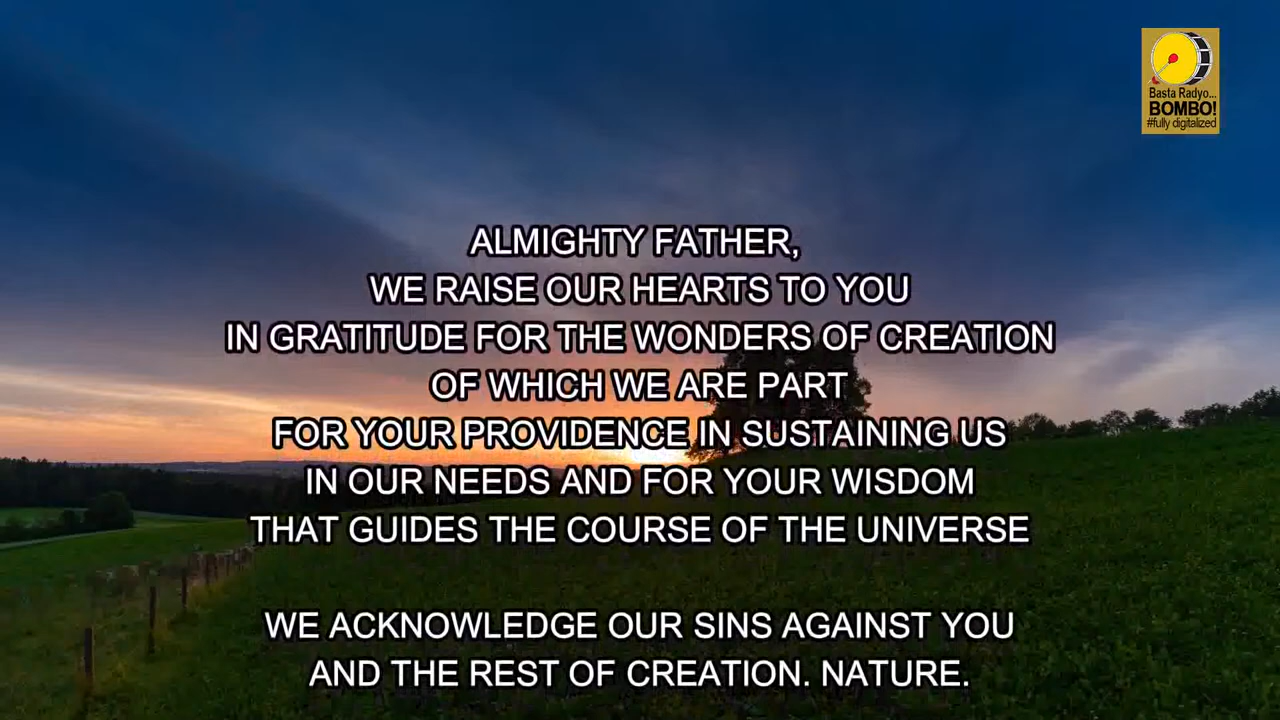 Basta Radyo...
BOMBO!
#fully digitalized
ALMIGHTY FATHER,
WE RAISE OUR HEARTS TO YOU
IN GRATITUDE FOR THE WONDERS OF CREATION
OF WHICH WE ARE PART
FOR YOUR PROVIDENCE IN SUSTAINING US
IN OUR NEEDS AND FOR YOUR WISDOM
THAT GUIDES THE COURSE OF THE UNIVERSE
WE ACKNOWLEDGE OUR SINS AGAINST YOU
AND THE REST OF CREATION. NATURE.